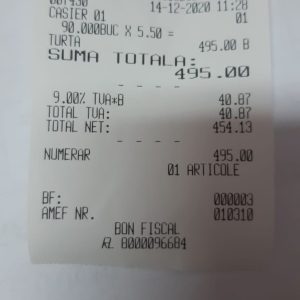 14-12-2020 11:28
CASIER 01 01
90.000BUC X 5.50 =
TURTA 495.00 B
SUMA TOTALA:
495.00
- - - -
9.00% TVA*B 40.87
TOTAL TVA: 40.87
TOTAL NET: 454.13
- - - -
NUMERAR 495.00
01 ARTICOLE
BF: 000003
AMEF NR. 010310
BON FISCAL
8000096684